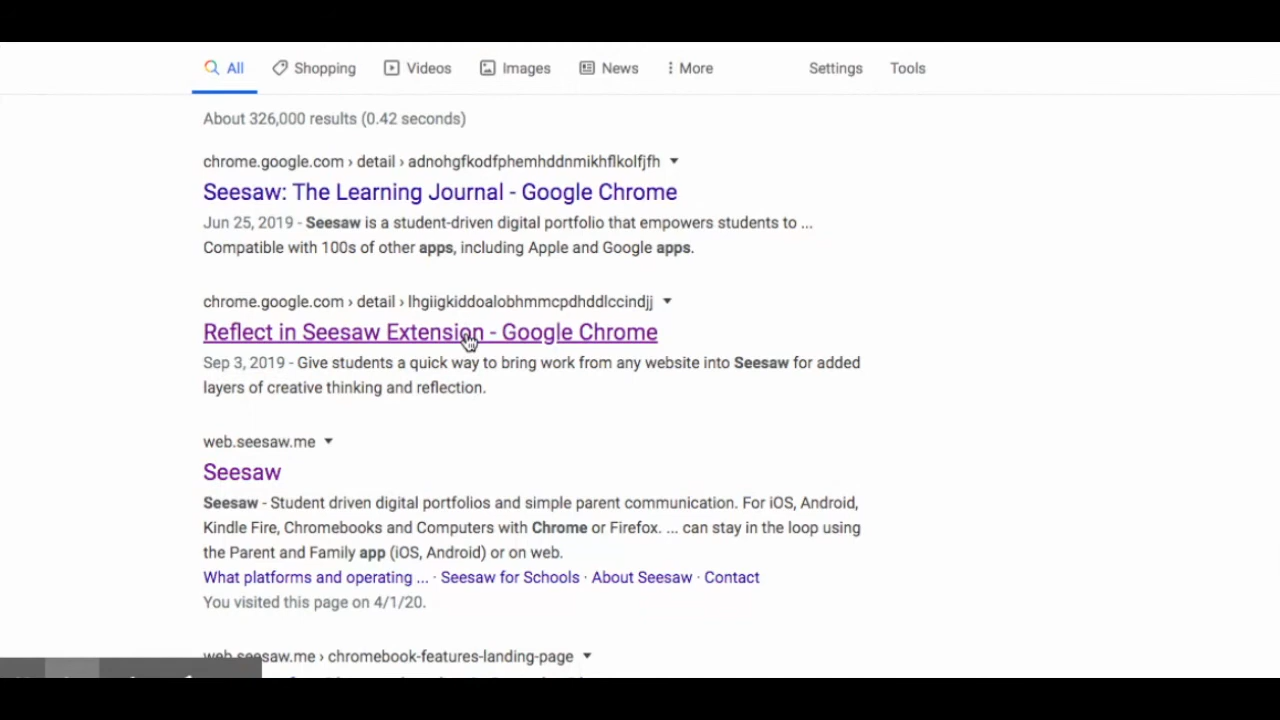 All Shopping Videos Images News More Settings Tools
About 326,000 results (0.42 seconds)
chrome.google.com › detail › adnohgfkodfphemhddnmikhflkolfjfh
Seesaw: The Learning Journal - Google Chrome
Jun 25, 2019 - Seesaw is a student-driven digital portfolio that empowers students to ...
Compatible with 100s of other apps, including Apple and Google apps.
chrome.google.com › detail › lhgiigkiddoalobhmmcpdhddlccindjj
Reflect in Seesaw Extension - Google Chrome
Sep 3, 2019 - Give students a quick way to bring work from any website into Seesaw for added
layers of creative thinking and reflection.
web.seesaw.me
Seesaw
Seesaw - Student driven digital portfolios and simple parent communication. For iOS, Android,
Kindle Fire, Chromebooks and Computers with Chrome or Firefox. ... can stay in the loop using
the Parent and Family app (iOS, Android) or on web.
What platforms and operating ... · Seesaw for Schools · About Seesaw · Contact
You visited this page on 4/1/20.
web.seesaw.me › chromebook-features-landing-page